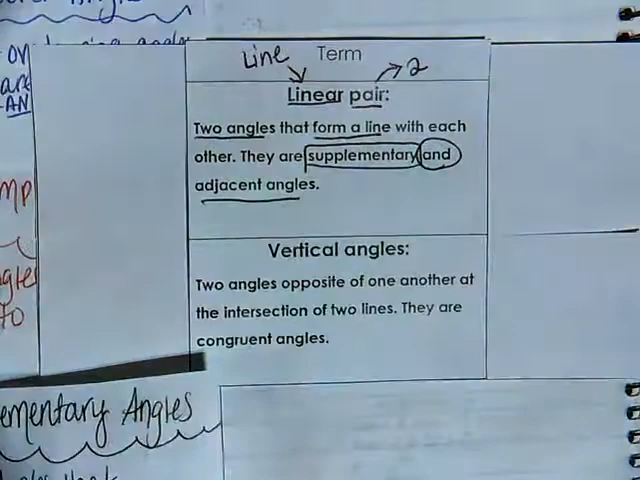 Line Term
→ 2
Linear pair:
Two angles that form a line with each
other. They are supplementary and
adjacent angles.
Vertical angles:
Two angles opposite of one another at
the intersection of two lines. They are
congruent angles.
ementary Angles
AN
TO